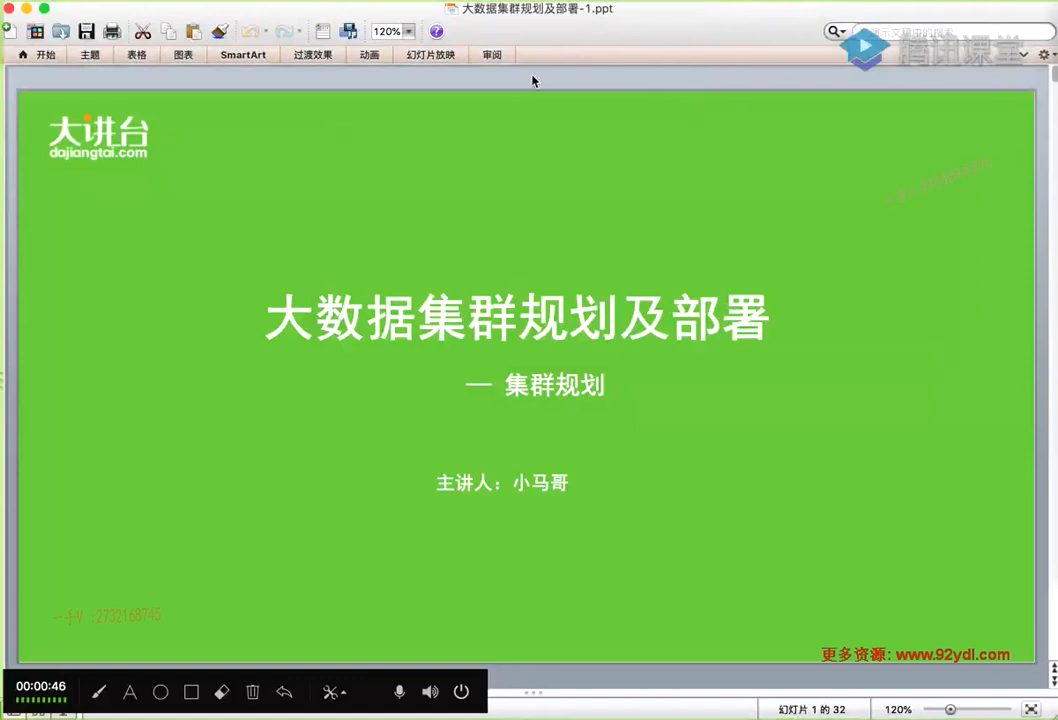 大数据集群规划及部署-1.ppt
120%
开始 主题 表格 图表 SmartArt 过渡效果 动画 幻灯片放映 审阅
腾讯课堂
大讲台
dajiangtai.com
大数据集群规划及部署
— 集群规划
主讲人：小马哥
一手V :2732168745
更多资源: www.92ydl.com
00:00:46
幻灯片 1 的 32 120%